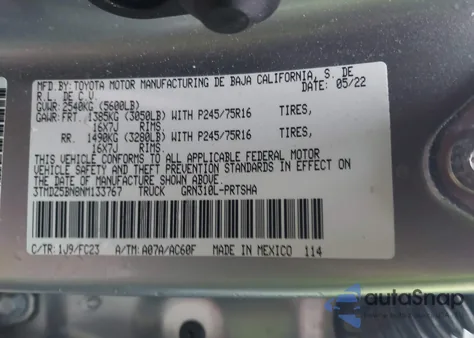 MFD.BY: TOYOTA MOTOR MANUFACTURING DE BAJA CALIFORNIA, S. DE
R.L. DE C.V. DATE: 05/22
GVWR: 2540KG (5600LB)
GAWR: FRT. 1385KG (3050LB) WITH P245/75R16 TIRES,
16X7J RIMS.
RR. 1490KG (3280LB) WITH P245/75R16 TIRES,
16X7J RIMS.
THIS VEHICLE CONFORMS TO ALL APPLICABLE FEDERAL MOTOR
VEHICLE SAFETY AND THEFT PREVENTION STANDARDS IN EFFECT ON
THE DATE OF MANUFACTURE SHOWN ABOVE.
3TMDZ5BN8NM133767 TRUCK GRN310L-PRTSHA
C/TR: 1J9/FC23 A/TM: A07A/AC60F MADE IN MEXICO 114
autoSnap